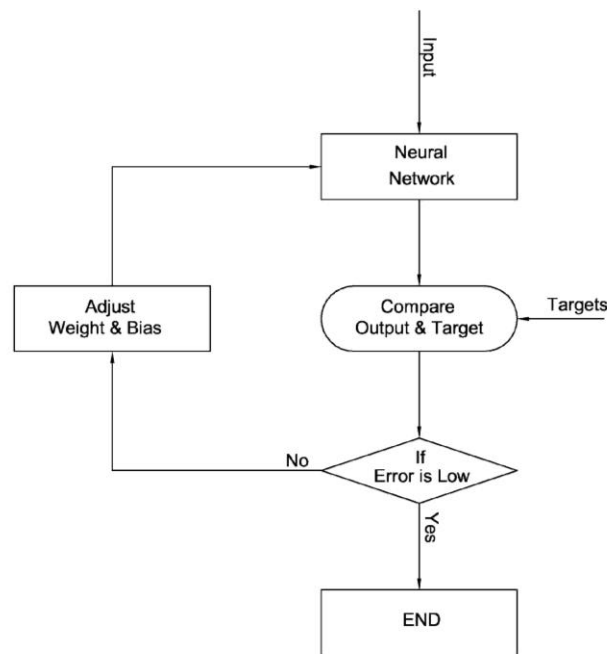 Input
Neural
Network
Adjust
Weight & Bias
Compare
Output & Target
Targets
No
If
Error is Low
Yes
END